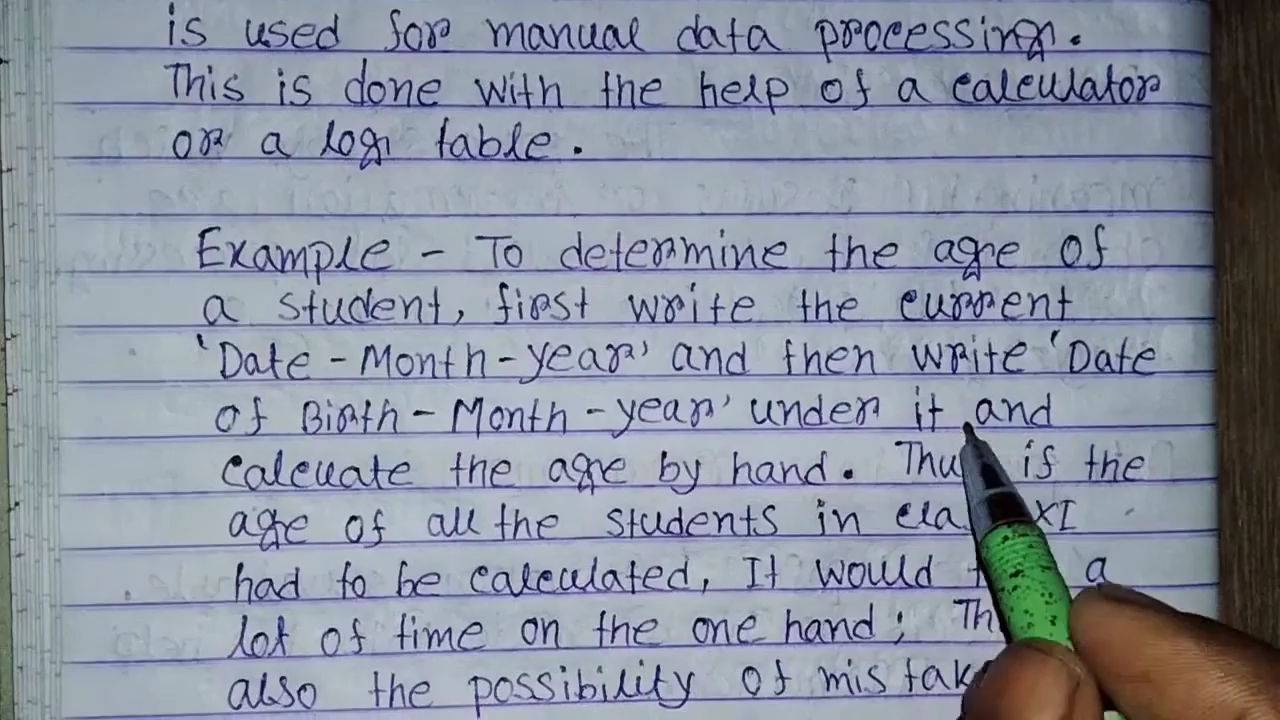 is used for manual data processing.
This is done with the help of a calculator
or a log table.
Example - To determine the age of
a student, first write the current
'Date - Month - year' and then write 'Date
of Birth - Month - year' under it and
calcuate the age by hand. Thu is the
age of all the students in cla XI
had to be calculated, It would t a
lot of time on the one hand; Th
also the possibility of mistak